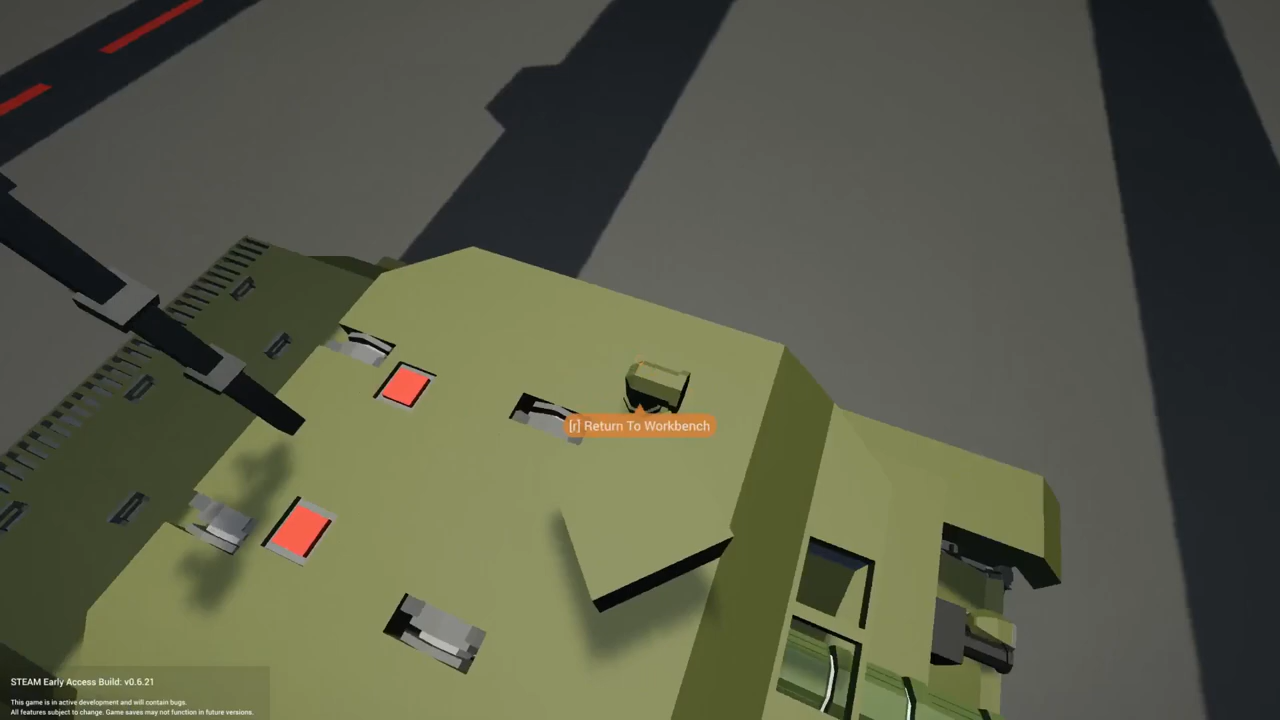 [r] Return To Workbench
STEAM Early Access Build: v0.6.21
This game is in active development and will contain bugs.
All features subject to change. Game saves may not function in future versions.